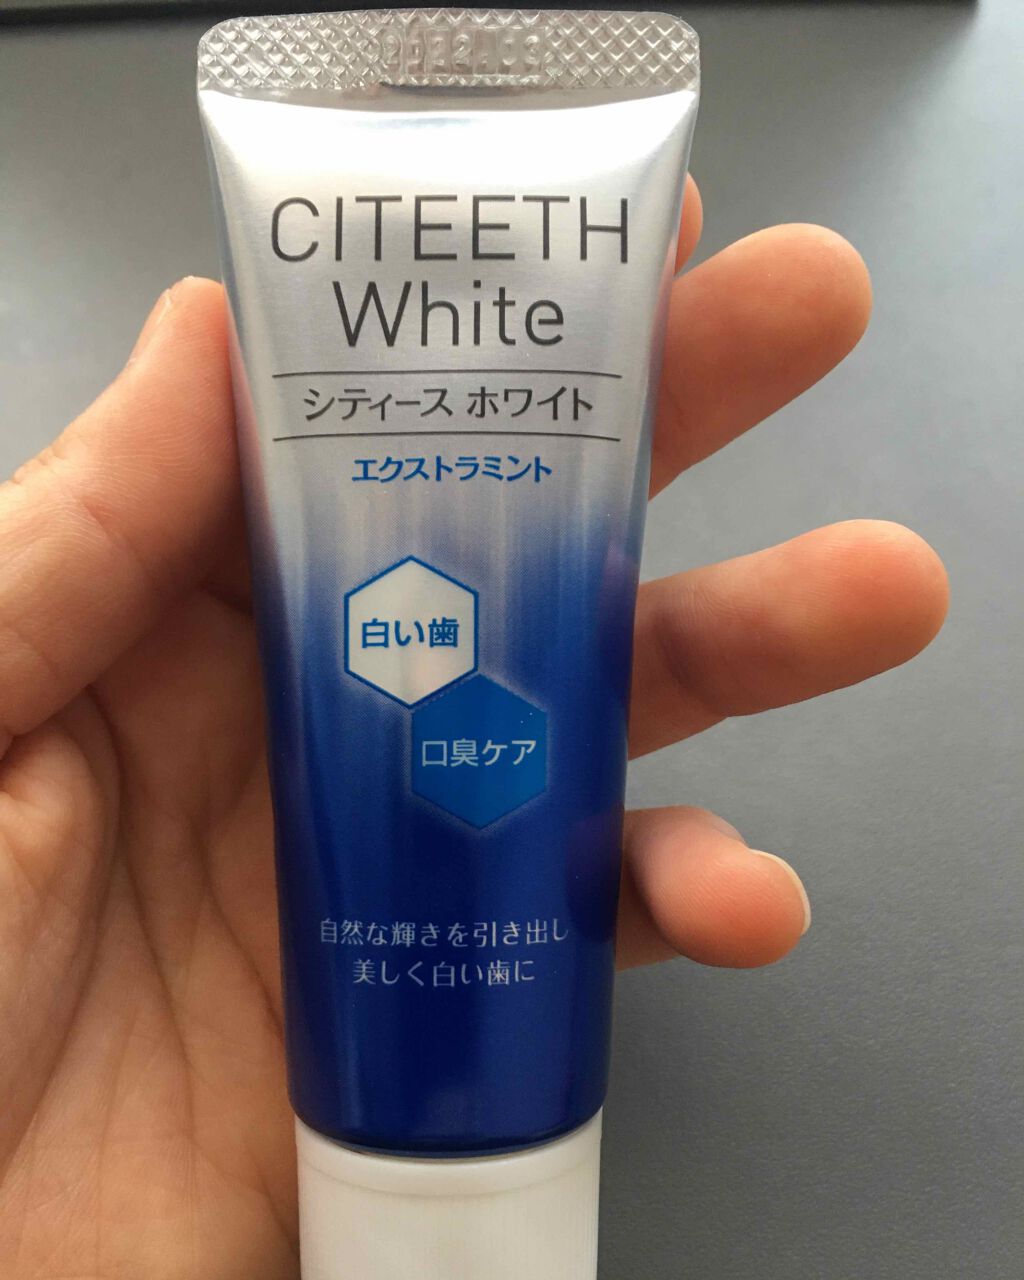 2022.03
CITEETH
White
シティース ホワイト
エクストラミント
白い歯
口臭ケア
自然な輝きを引き出し
美しく白い歯に